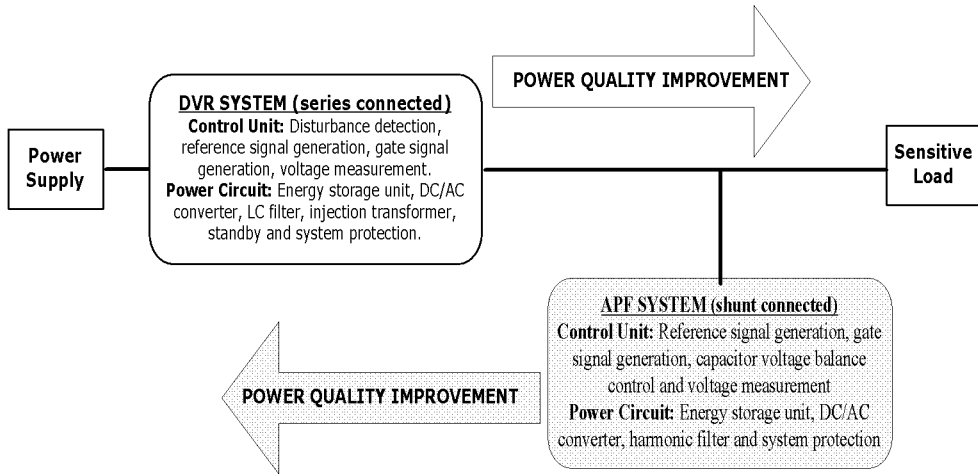 POWER QUALITY IMPROVEMENT
DVR SYSTEM (series connected)
Control Unit: Disturbance detection,
reference signal generation, gate signal
generation, voltage measurement.
Power Circuit: Energy storage unit, DC/AC
converter, LC filter, injection transformer,
standby and system protection.
Power
Supply
Sensitive
Load
APF SYSTEM (shunt connected)
Control Unit: Reference signal generation, gate
signal generation, capacitor voltage balance
control and voltage measurement
Power Circuit: Energy storage unit, DC/AC
converter, harmonic filter and system protection
POWER QUALITY IMPROVEMENT